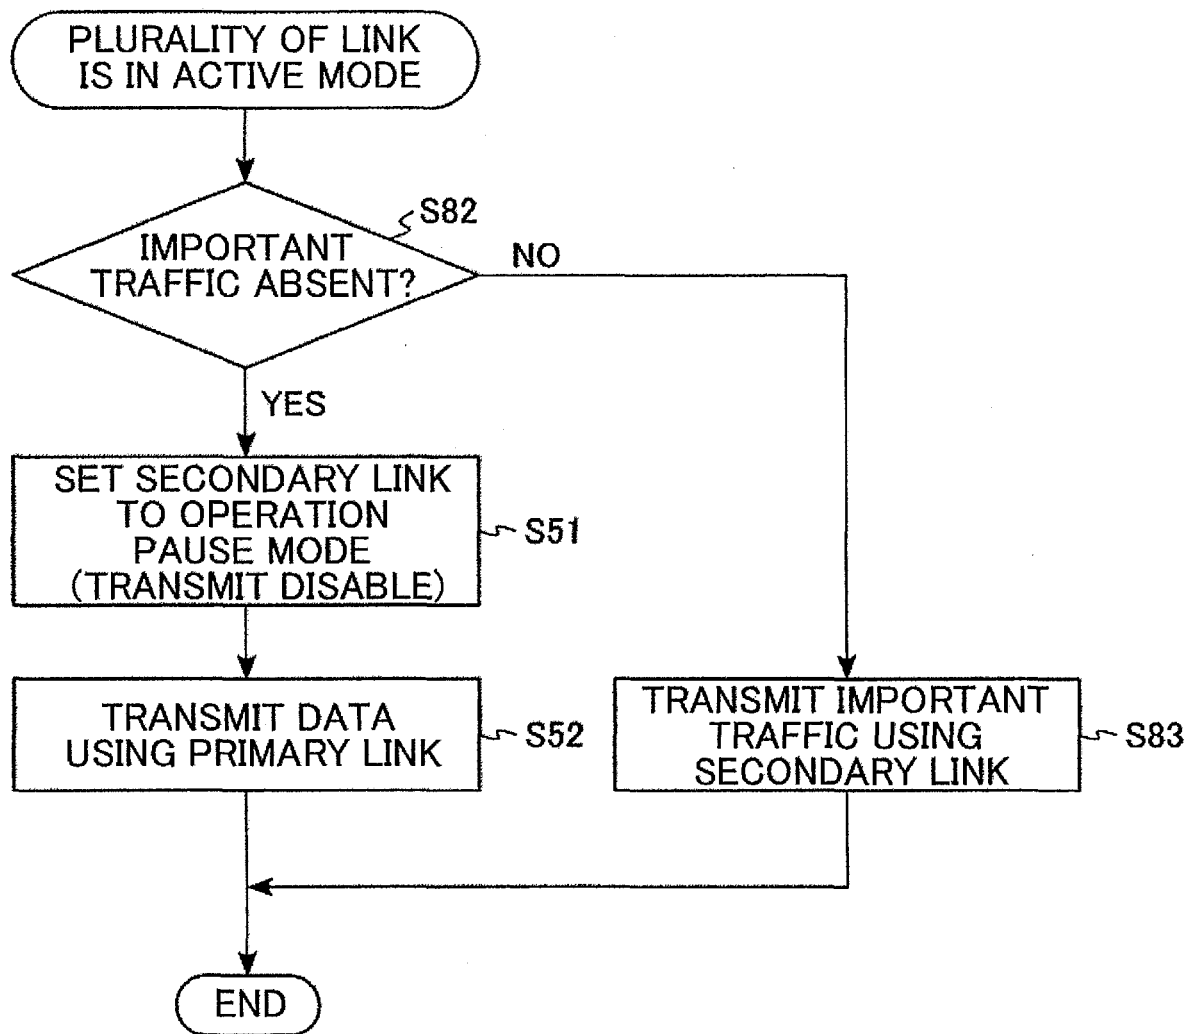 PLURALITY OF LINK
IS IN ACTIVE MODE
S82
IMPORTANT
TRAFFIC ABSENT?
NO
YES
SET SECONDARY LINK
TO OPERATION
PAUSE MODE
(TRANSMIT DISABLE)
S51
TRANSMIT DATA
USING PRIMARY LINK
S52
TRANSMIT IMPORTANT
TRAFFIC USING
SECONDARY LINK
S83
END